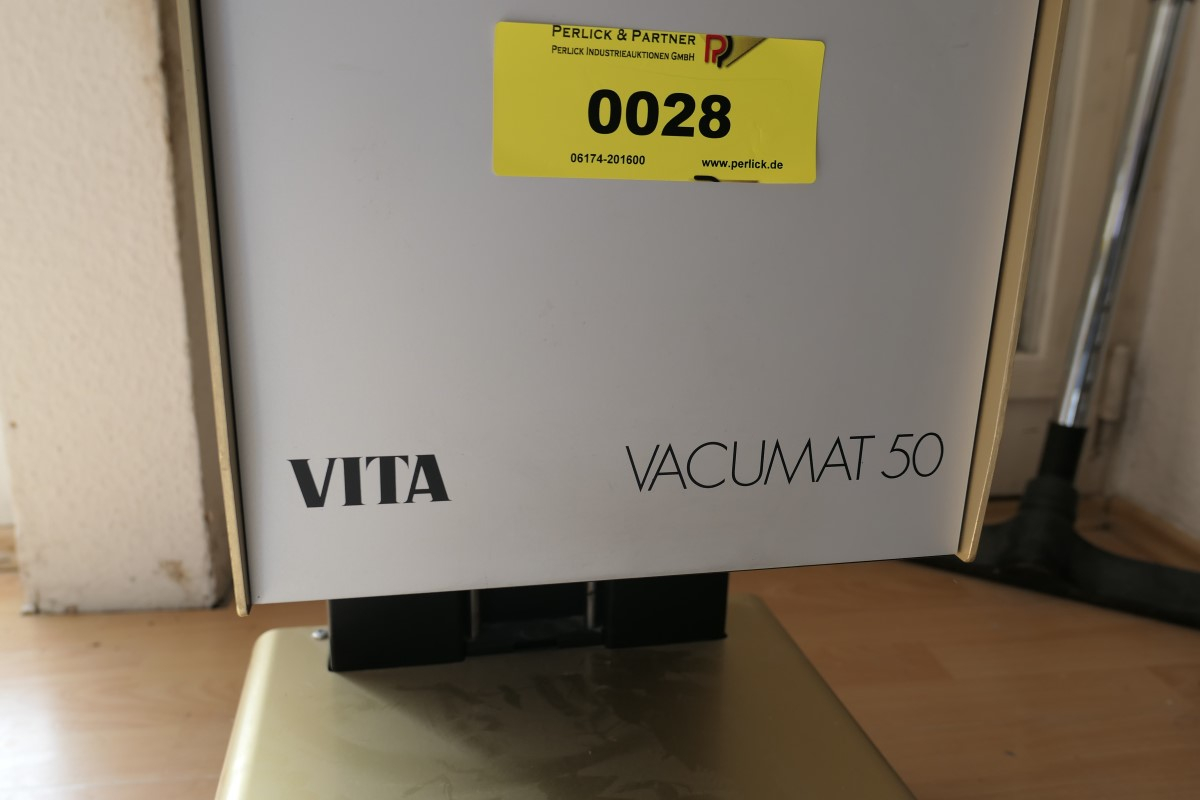 PERLICK & PARTNER
PERLICK INDUSTRIEAUKTIONEN GMBH
0028
06174-201600 www.perlick.de
VITA VACUMAT 50